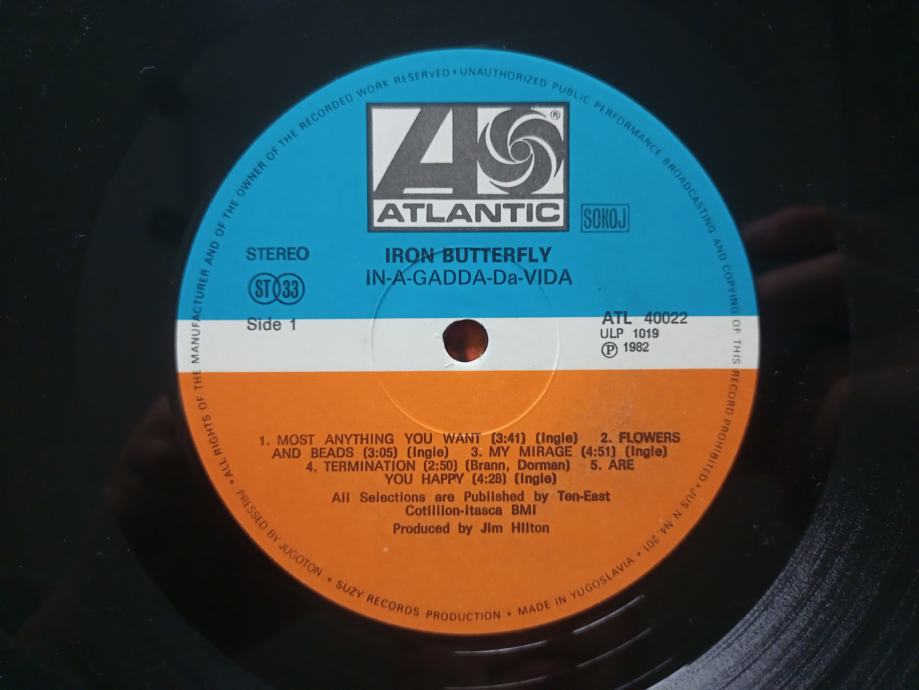 • ALL RIGHTS OF THE MANUFACTURER AND OF THE OWNER OF THE RECORDED WORK RESERVED • UNAUTHORIZED PUBLIC PERFORMANCE BROADCASTING AND COPYING OF THIS RECORD PROHIBITED • JUS N N4. 201 •
A
®
ATLANTIC
SOKOJ
STEREO
IRON BUTTERFLY
IN-A-GADDA-Da-VIDA
ST 33
Side 1
ATL 40022
ULP 1019
Ⓟ 1982
1. MOST ANYTHING YOU WANT (3:41) (Ingle) 2. FLOWERS
AND BEADS (3:05) (Ingle) 3. MY MIRAGE (4:51) (Ingle)
4. TERMINATION (2:50) (Brann, Dorman) 5. ARE
YOU HAPPY (4:28) (Ingle)
All Selections are Published by Ten-East
Cotillion-Itasca BMI
Produced by Jim Hilton
PRESSED BY JUGOTON • SUZY RECORDS PRODUCTION • MADE IN YUGOSLAVIA •